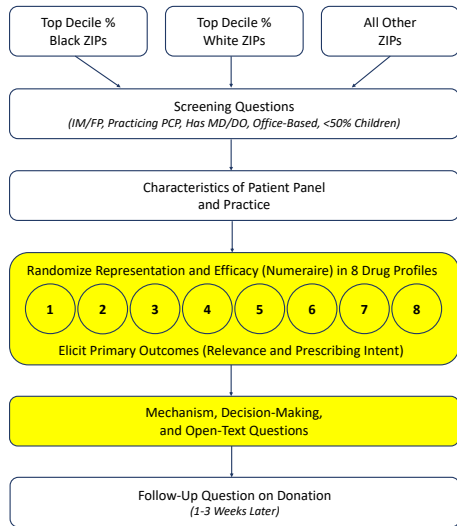 Top Decile %
Black ZIPs
Top Decile %
White ZIPs
All Other
ZIPs
Screening Questions
(IM/FP, Practicing PCP, Has MD/DO, Office-Based, <50% Children)
Characteristics of Patient Panel
and Practice
Randomize Representation and Efficacy (Numeraire) in 8 Drug Profiles
1 2 3 4 5 6 7 8
Elicit Primary Outcomes (Relevance and Prescribing Intent)
Mechanism, Decision-Making,
and Open-Text Questions
Follow-Up Question on Donation
(1-3 Weeks Later)